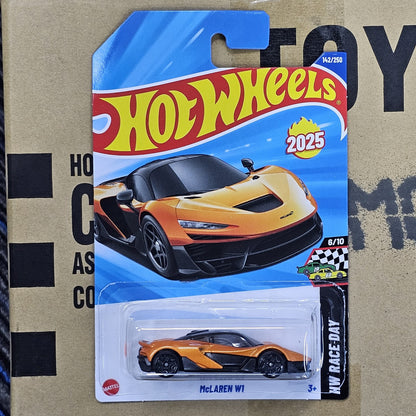 TOY
142/250
HOT WHEELS
2025
HO
C
AS
CO
6/10
HW RACE DAY
McLAREN W1
3+
MATTEL